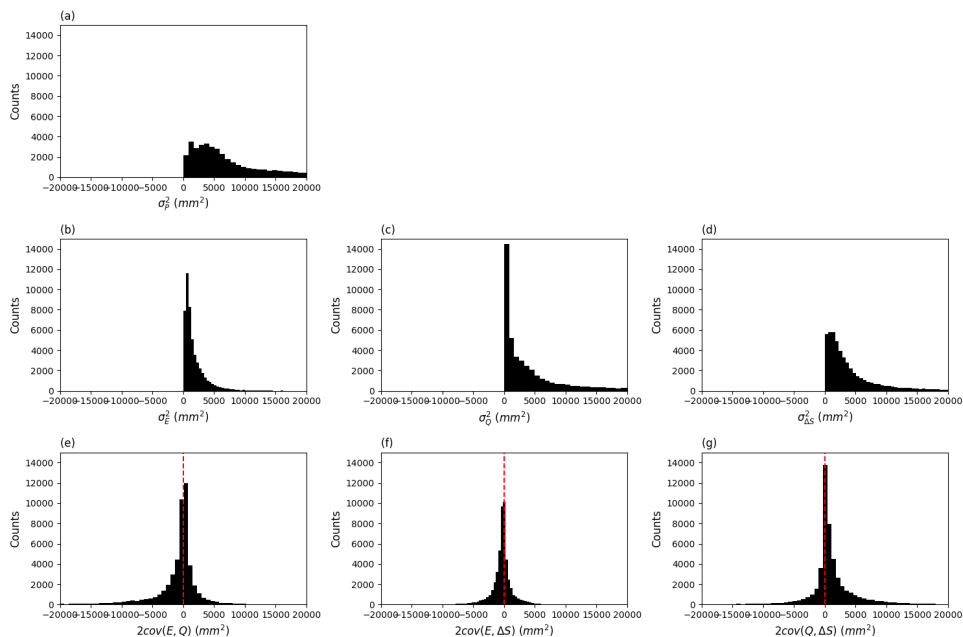 (a)
14000
12000
10000
8000
6000
4000
2000
0
Counts
−20000−15000−10000 −5000 0 5000 10000 15000 20000
σ²_P (mm²)
(b) (c) (d)
14000 14000 14000
12000 12000 12000
10000 10000 10000
8000 8000 8000
6000 6000 6000
4000 4000 4000
2000 2000 2000
0 0 0
Counts Counts Counts
−20000−15000−10000 −5000 0 5000 10000 15000 20000 −20000−15000−10000 −5000 0 5000 10000 15000 20000 −20000−15000−10000 −5000 0 5000 10000 15000 20000
σ²_E (mm²) σ²_Q (mm²) σ²_ΔS (mm²)
(e) (f) (g)
14000 14000 14000
12000 12000 12000
10000 10000 10000
8000 8000 8000
6000 6000 6000
4000 4000 4000
2000 2000 2000
0 0 0
Counts Counts Counts
−20000−15000−10000 −5000 0 5000 10000 15000 20000 −20000−15000−10000 −5000 0 5000 10000 15000 20000 −20000−15000−10000 −5000 0 5000 10000 15000 20000
2cov(E, Q) (mm²) 2cov(E, ΔS) (mm²) 2cov(Q, ΔS) (mm²)